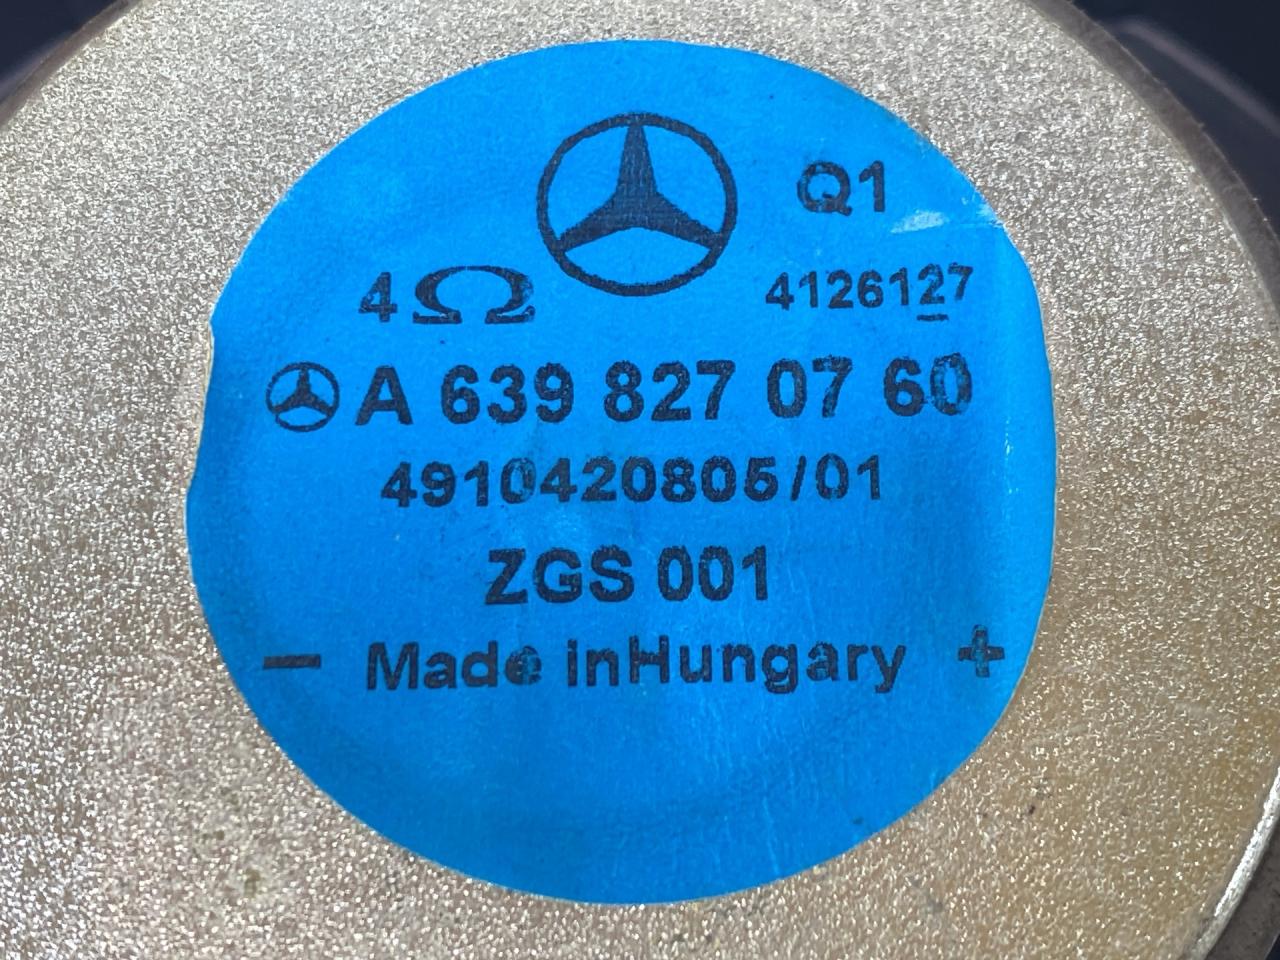 Q1
4Ω 4126127
A 639 827 07 60
4910420805/01
ZGS 001
– Made inHungary +